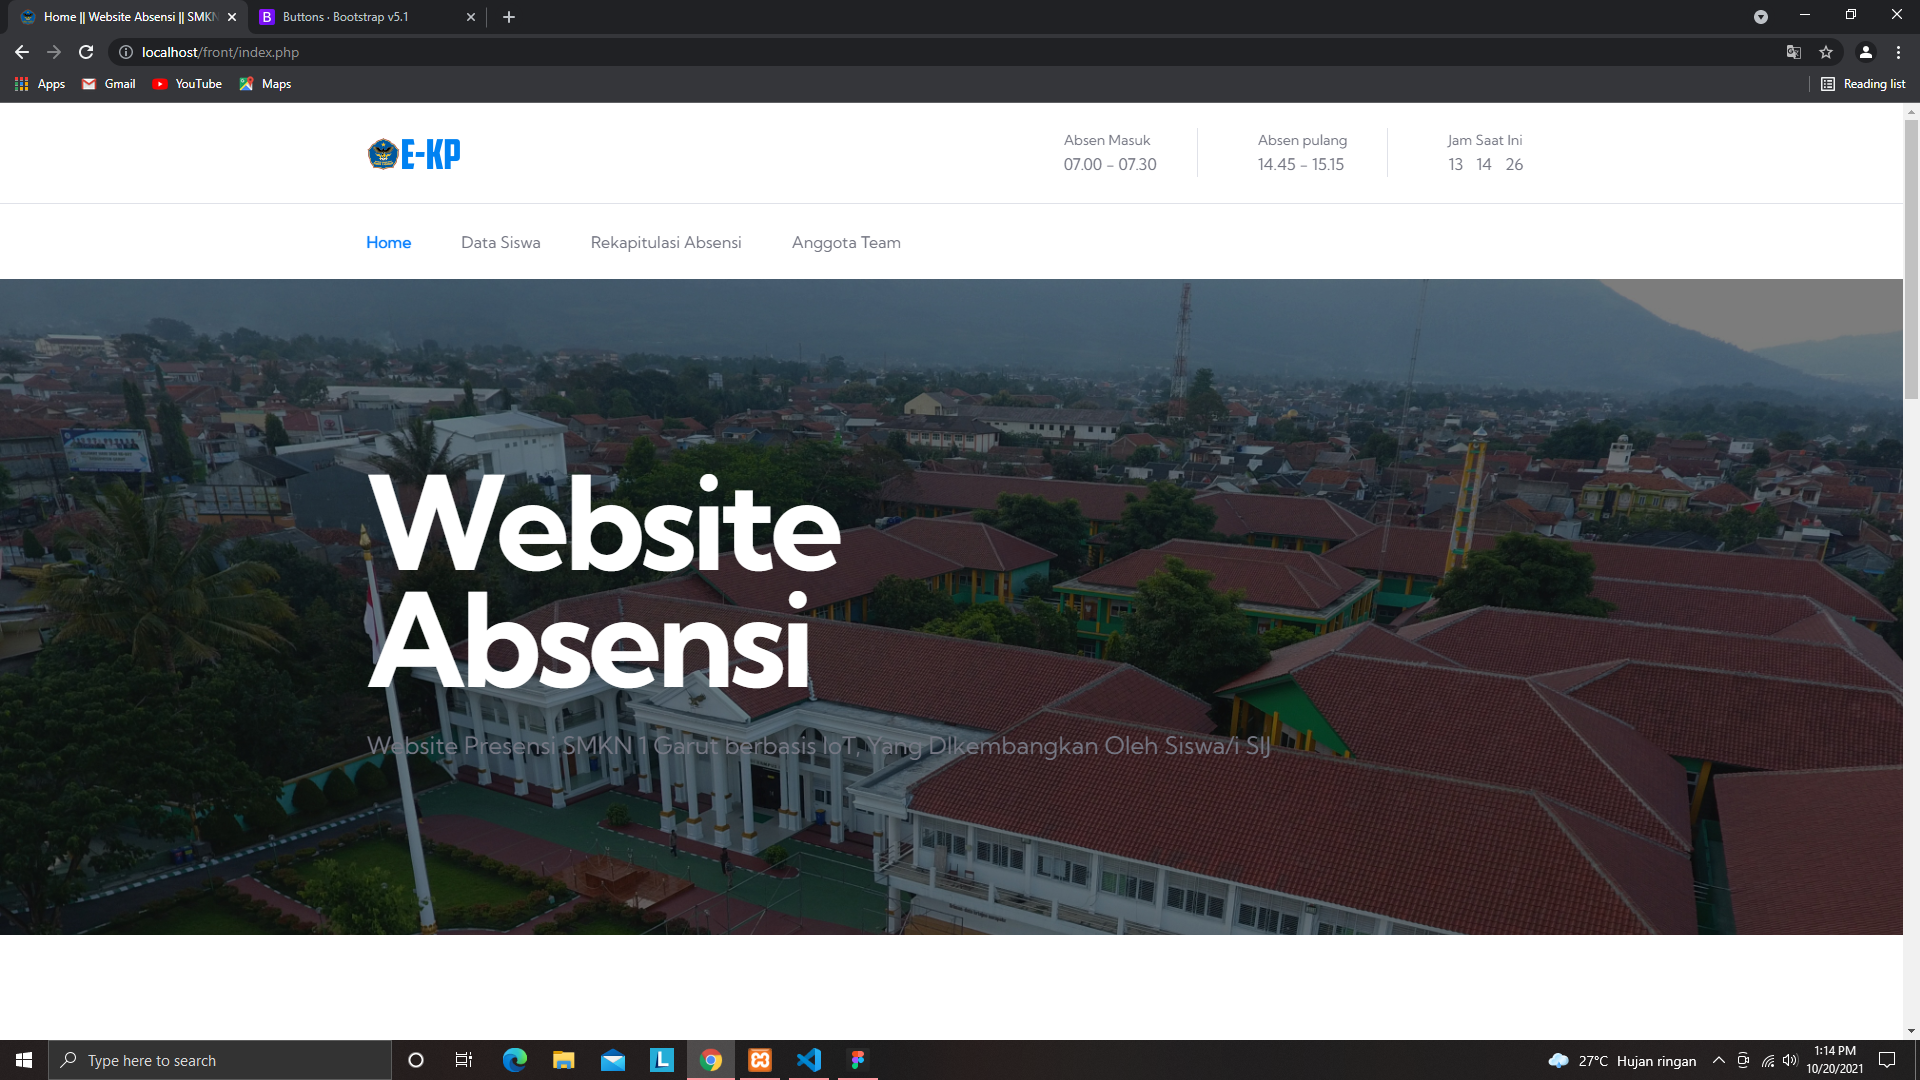 Home || Website Absensi || SMKN
Buttons · Bootstrap v5.1
localhost/front/index.php
Apps
Gmail
YouTube
Maps
Reading list
E-KP
Absen Masuk
07.00 - 07.30
Absen pulang
14.45 - 15.15
Jam Saat Ini
13 14 26
Home
Data Siswa
Rekapitulasi Absensi
Anggota Team
Website
Absensi
Website Presensi SMKN 1 Garut berbasis IoT, Yang DIkembangkan Oleh Siswa/i SIJ
Type here to search
27°C Hujan ringan
1:14 PM
10/20/2021